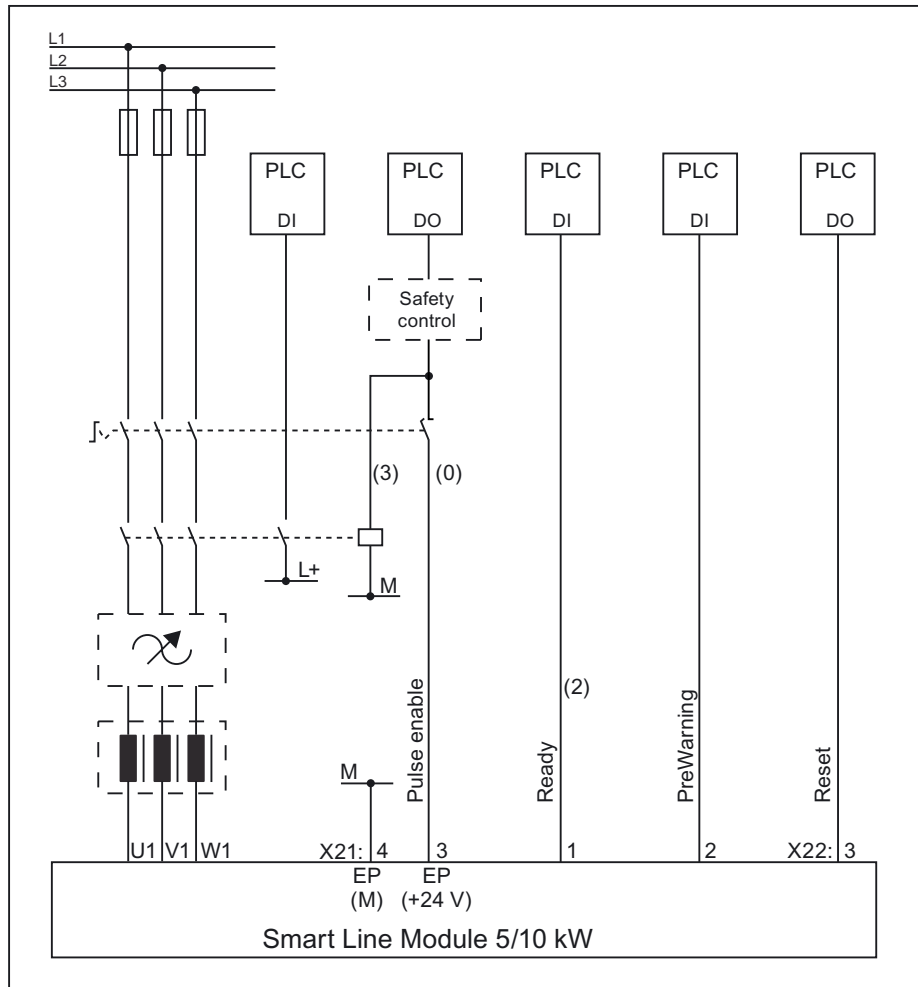 L1
L2
L3
PLC PLC PLC PLC PLC
DI DO DI DI DO
Safety
control
(3) (0)
L+
M
(2)
Pulse enable
Ready
PreWarning
Reset
M
U1 V1 W1 X21: 4 3 1 2 X22: 3
EP EP
(M) (+24 V)
Smart Line Module 5/10 kW